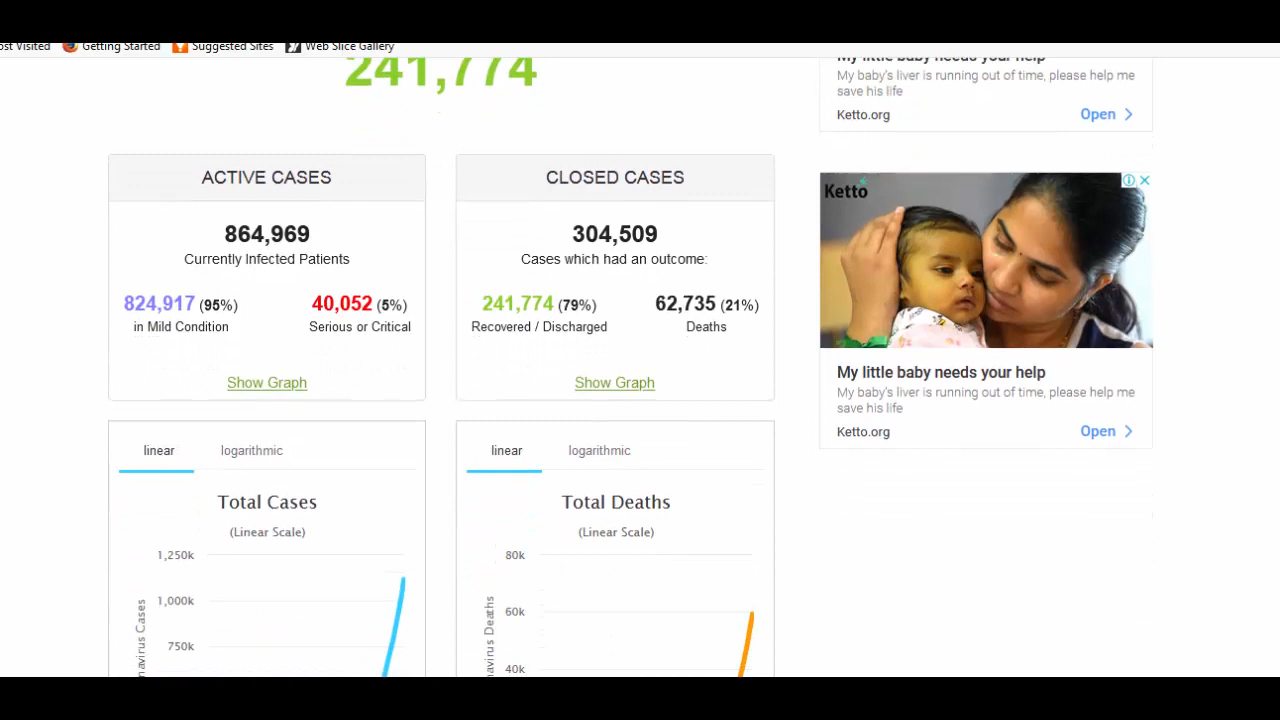 ost Visited Getting Started Suggested Sites Web Slice Gallery
241,774
My little baby needs your help
My baby's liver is running out of time, please help me
save his life
Ketto.org Open
ACTIVE CASES
864,969
Currently Infected Patients
824,917 (95%)
in Mild Condition
40,052 (5%)
Serious or Critical
Show Graph
CLOSED CASES
304,509
Cases which had an outcome:
241,774 (79%)
Recovered / Discharged
62,735 (21%)
Deaths
Show Graph
Ketto
My little baby needs your help
My baby's liver is running out of time, please help me
save his life
Ketto.org Open
linear logarithmic
Total Cases
(Linear Scale)
1,250k
1,000k
750k
navirus Cases
linear logarithmic
Total Deaths
(Linear Scale)
80k
60k
40k
navirus Deaths